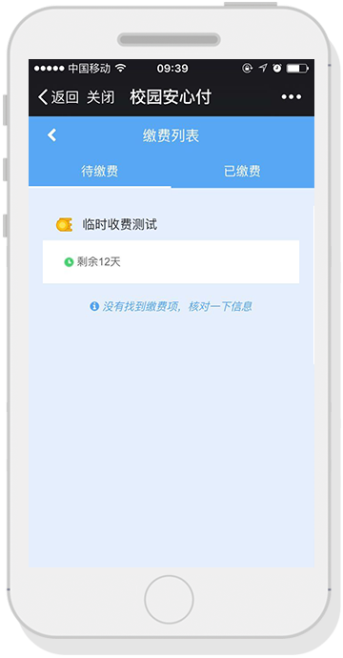 中国移动 09:39
返回 关闭 校园安心付
缴费列表
待缴费 已缴费
临时收费测试
剩余12天
没有找到缴费项，核对一下信息